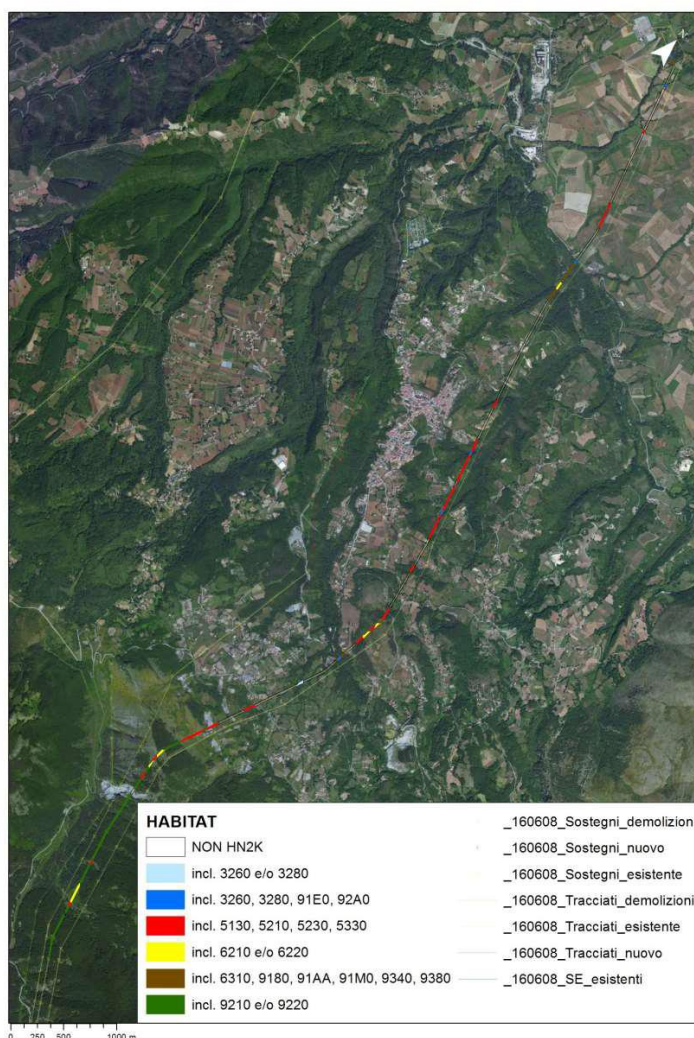 HABITAT
NON HN2K
incl. 3260 e/o 3280
incl. 3260, 3280, 91E0, 92A0
incl. 5130, 5210, 5230, 5330
incl. 6210 e/o 6220
incl. 6310, 9180, 91AA, 91M0, 9340, 9380
incl. 9210 e/o 9220
_160608_Sostegni_demolizion
_160608_Sostegni_nuovo
_160608_Sostegni_esistente
_160608_Tracciati_demolizioni
_160608_Tracciati_esistente
_160608_Tracciati_nuovo
_160608_SE_esistenti
0 250 500 1000 m